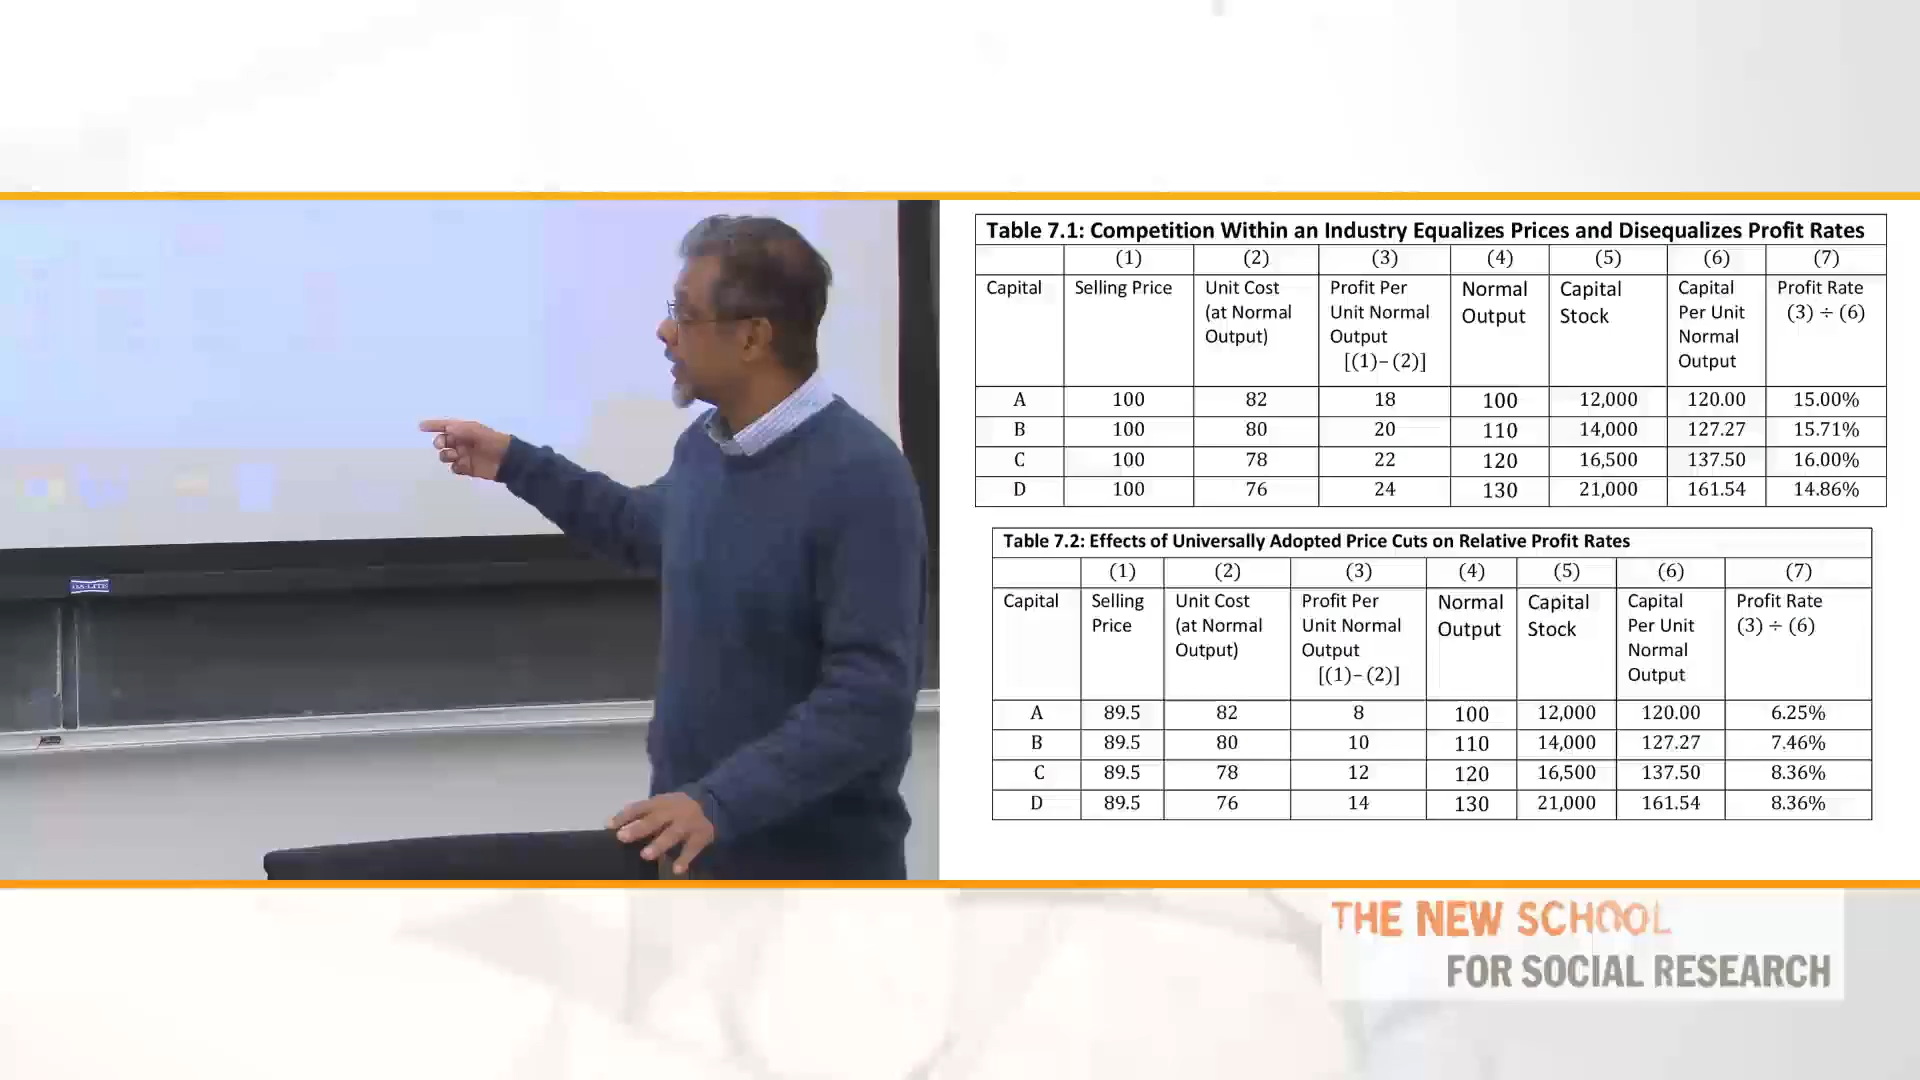 Table 7.1: Competition Within an Industry Equalizes Prices and Disequalizes Profit Rates
(1) (2) (3) (4) (5) (6) (7)
Capital Selling Price Unit Cost (at Normal Output) Profit Per Unit Normal Output [(1)–(2)] Normal Output Capital Stock Capital Per Unit Normal Output Profit Rate (3) ÷ (6)
A 100 82 18 100 12,000 120.00 15.00%
B 100 80 20 110 14,000 127.27 15.71%
C 100 78 22 120 16,500 137.50 16.00%
D 100 76 24 130 21,000 161.54 14.86%
Table 7.2: Effects of Universally Adopted Price Cuts on Relative Profit Rates
(1) (2) (3) (4) (5) (6) (7)
Capital Selling Price Unit Cost (at Normal Output) Profit Per Unit Normal Output [(1)–(2)] Normal Output Capital Stock Capital Per Unit Normal Output Profit Rate (3) ÷ (6)
A 89.5 82 8 100 12,000 120.00 6.25%
B 89.5 80 10 110 14,000 127.27 7.46%
C 89.5 78 12 120 16,500 137.50 8.36%
D 89.5 76 14 130 21,000 161.54 8.36%
DA-LITE
THE NEW SCHOOL
FOR SOCIAL RESEARCH